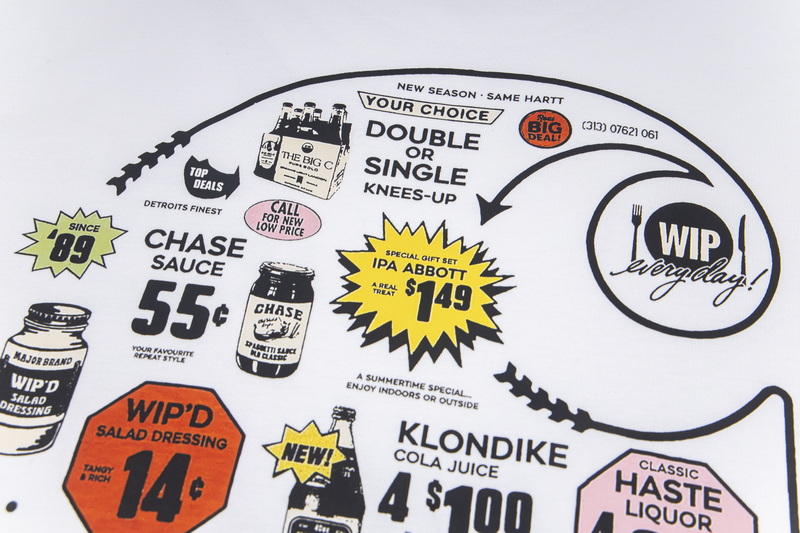 NEW SEASON · SAME HARTT
YOUR CHOICE
Real
BIG
DEAL!
(313) 07621 061
DOUBLE
OR
SINGLE
KNEES-UP
THE BIG C
PURE GOLD
TOP
DEALS
DETROITS FINEST
CALL
FOR NEW
LOW PRICE
SINCE
'89
CHASE
SAUCE
55¢
YOUR FAVOURITE
REPEAT STYLE
CHASE
SPAGHETTI SAUCE
OLD CLASSIC
SPECIAL GIFT SET
IPA ABBOTT
A REAL
TREAT
$149
WIP
everyday!
A SUMMERTIME SPECIAL...
ENJOY INDOORS OR OUTSIDE
MAJOR BRAND
WIP'D
SALAD
DRESSING
WIP'D
SALAD DRESSING
TANGY
& RICH
14¢
NEW!
KLONDIKE
COLA JUICE
4 $100
CLASSIC
HASTE
LIQUOR